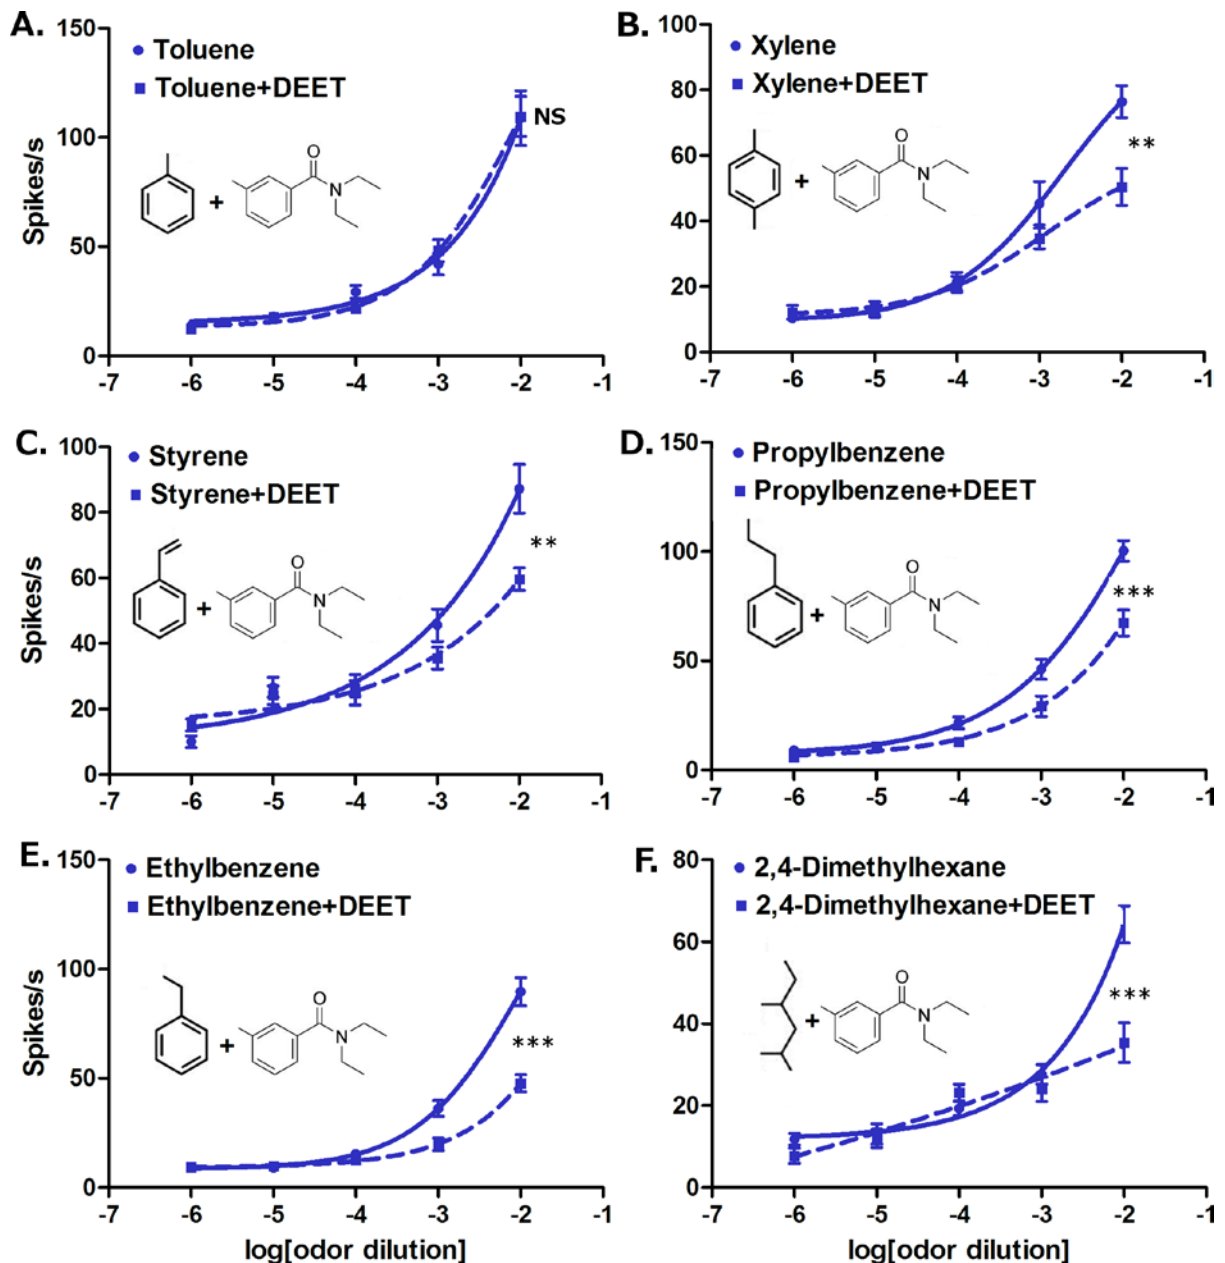 A.
Toluene
Toluene+DEET
NS
O
N
+
150
100
50
0
Spikes/s
-7 -6 -5 -4 -3 -2 -1
B.
Xylene
Xylene+DEET
**
O
N
+
100
80
60
40
20
0
-7 -6 -5 -4 -3 -2 -1
C.
Styrene
Styrene+DEET
**
O
N
+
100
80
60
40
20
0
Spikes/s
-7 -6 -5 -4 -3 -2 -1
D.
Propylbenzene
Propylbenzene+DEET
***
O
N
+
150
100
50
0
-7 -6 -5 -4 -3 -2 -1
E.
Ethylbenzene
Ethylbenzene+DEET
***
O
N
+
150
100
50
0
Spikes/s
-7 -6 -5 -4 -3 -2 -1
log[odor dilution]
F.
2,4-Dimethylhexane
2,4-Dimethylhexane+DEET
***
O
N
+
80
60
40
20
0
-7 -6 -5 -4 -3 -2 -1
log[odor dilution]